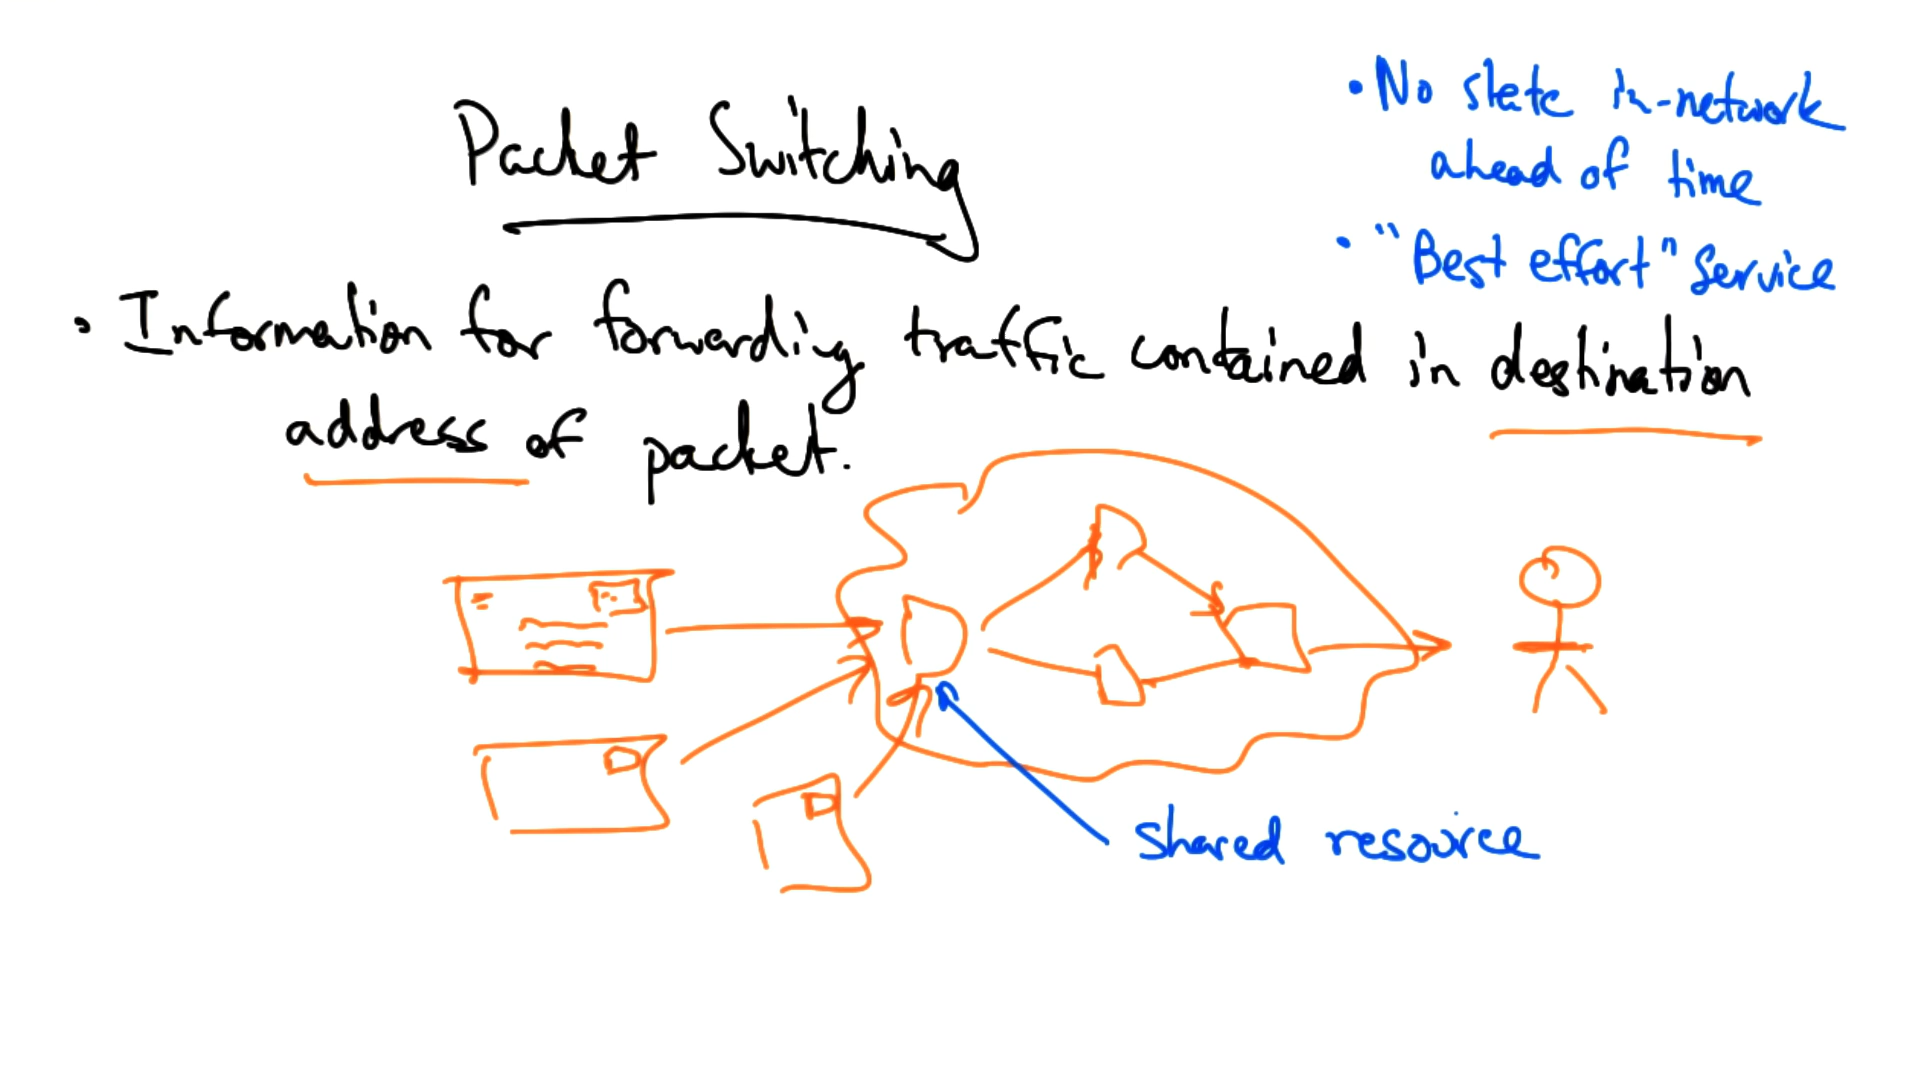 Packet Switching
• No state in-network
ahead of time
• "Best effort" Service
• Information for forwarding traffic contained in destination
address of packet.
shared resource